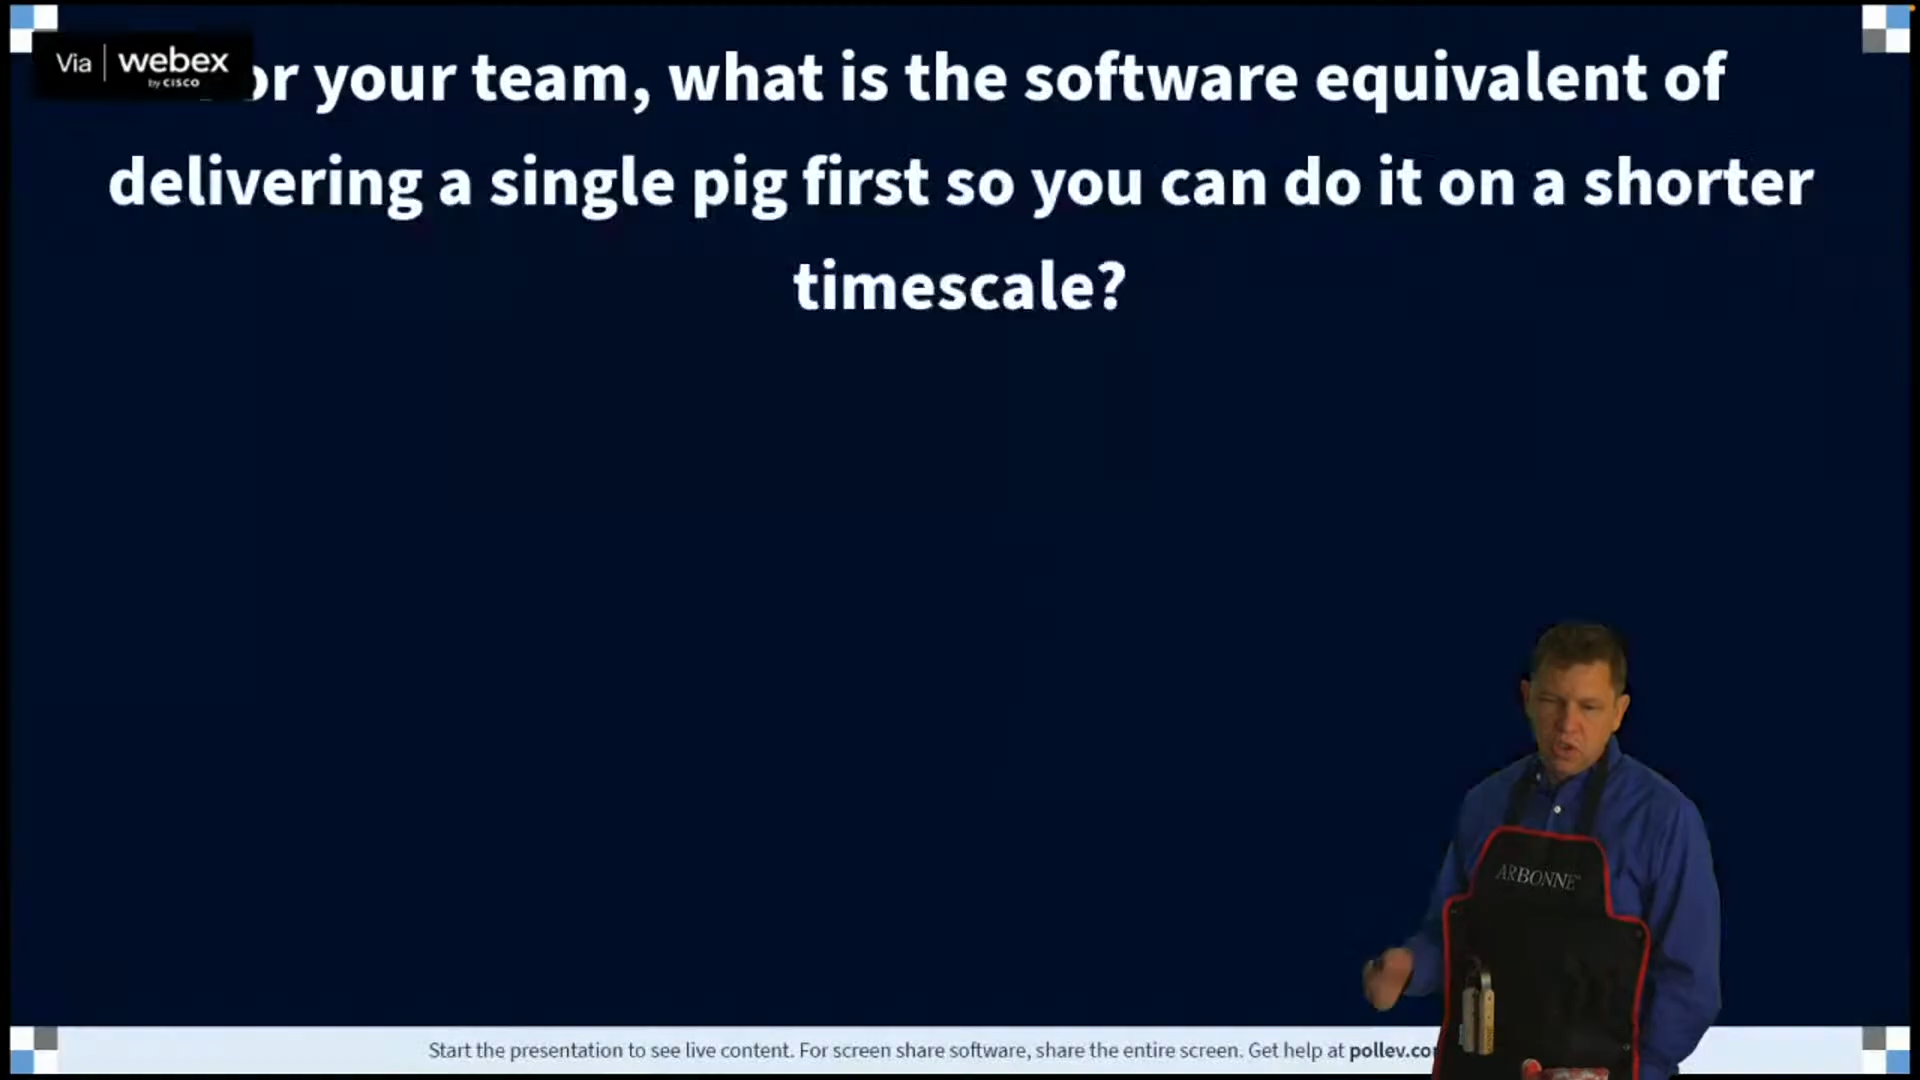 Via webex
by CISCO
or your team, what is the software equivalent of
delivering a single pig first so you can do it on a shorter
timescale?
ARBONNE
Start the presentation to see live content. For screen share software, share the entire screen. Get help at